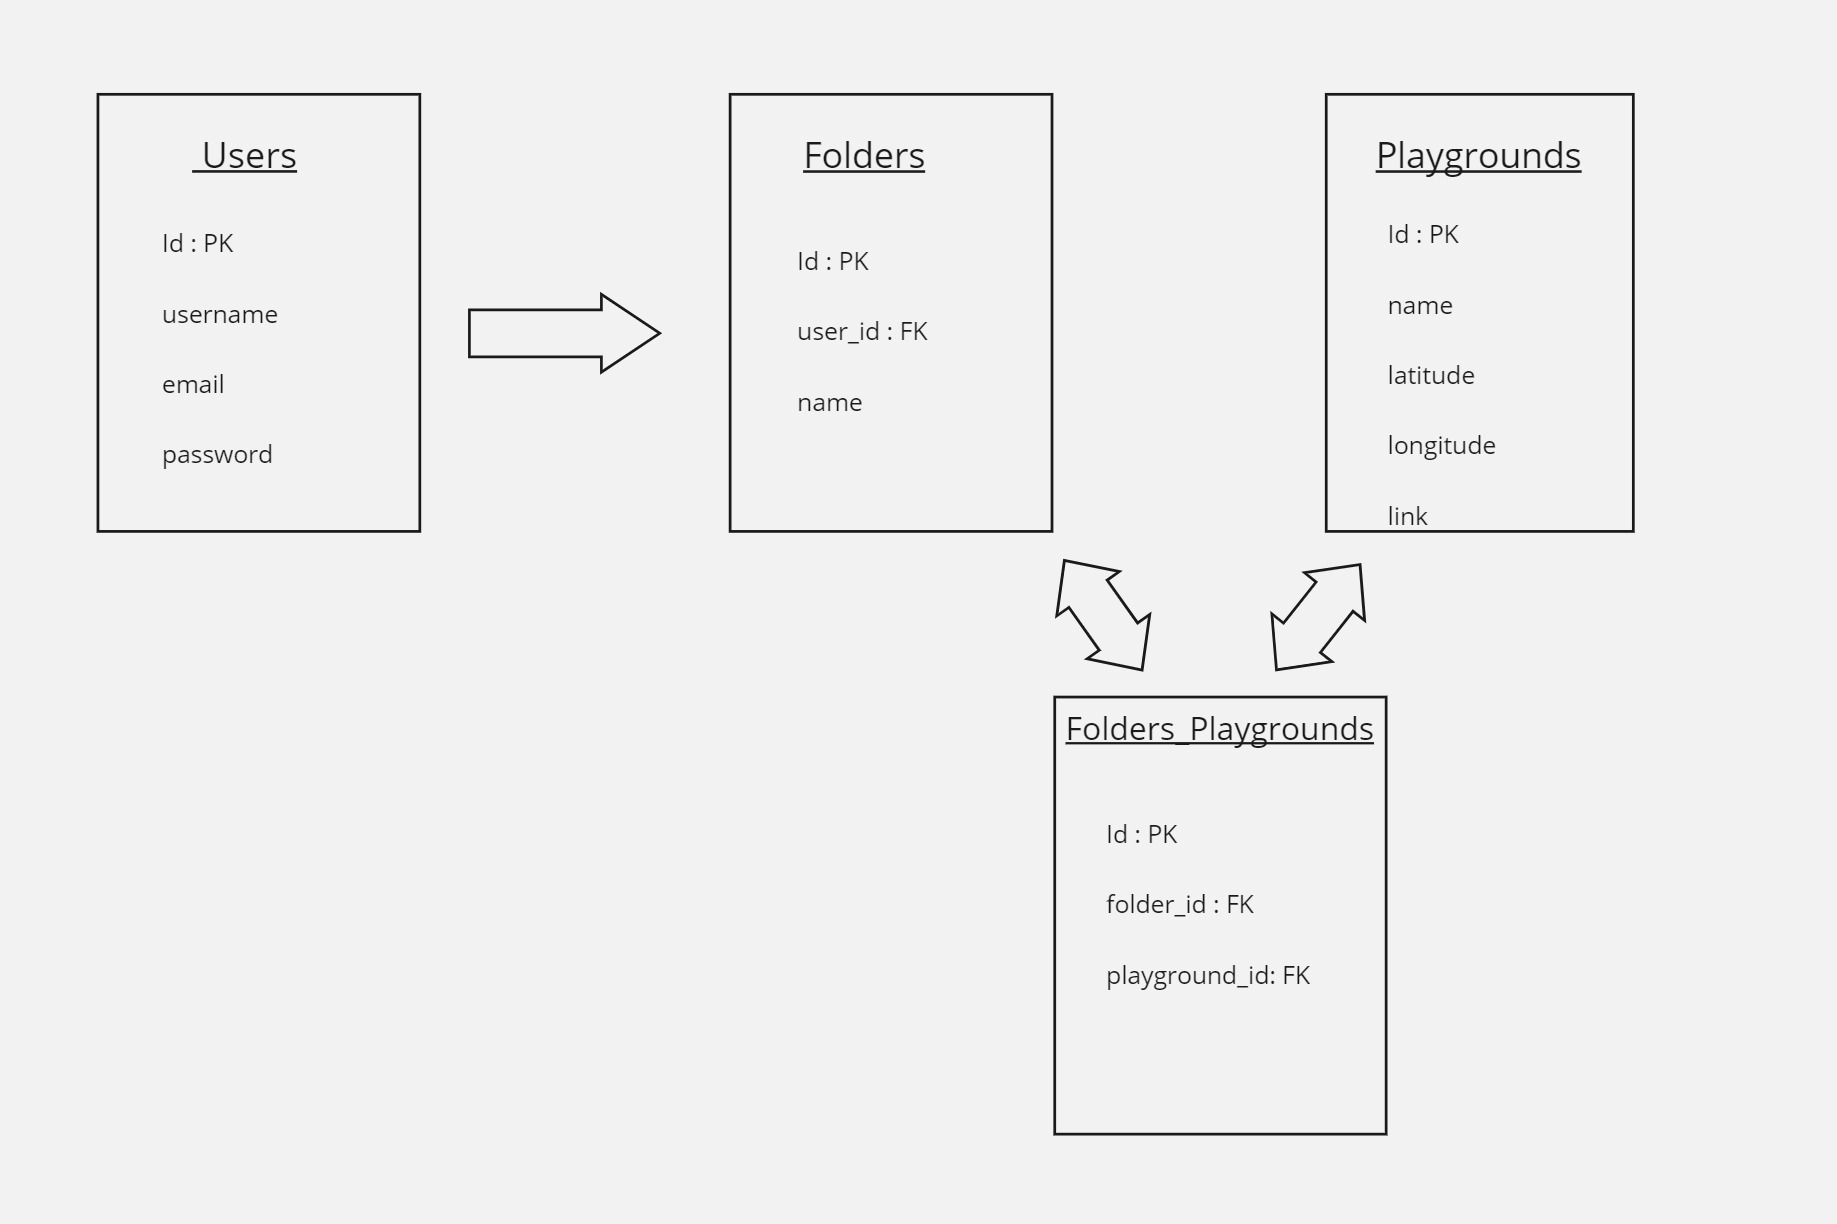 Users
Id : PK
username
email
password
Folders
Id : PK
user_id : FK
name
Playgrounds
Id : PK
name
latitude
longitude
link
Folders_Playgrounds
Id : PK
folder_id : FK
playground_id: FK